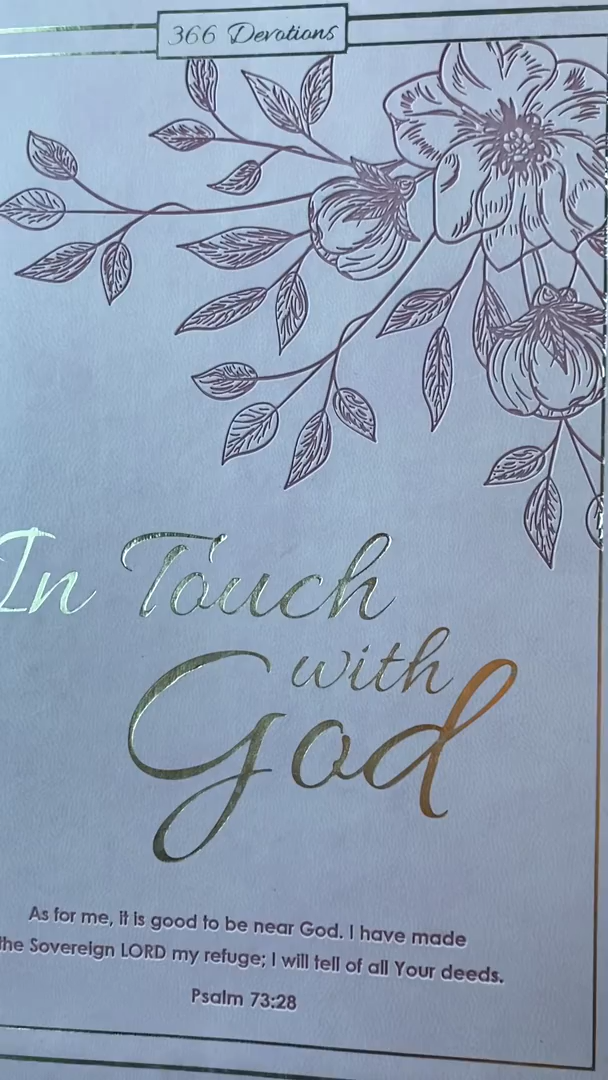 366 Devotions
In Touch
with
God
As for me, it is good to be near God. I have made
the Sovereign LORD my refuge; I will tell of all Your deeds.
Psalm 73:28